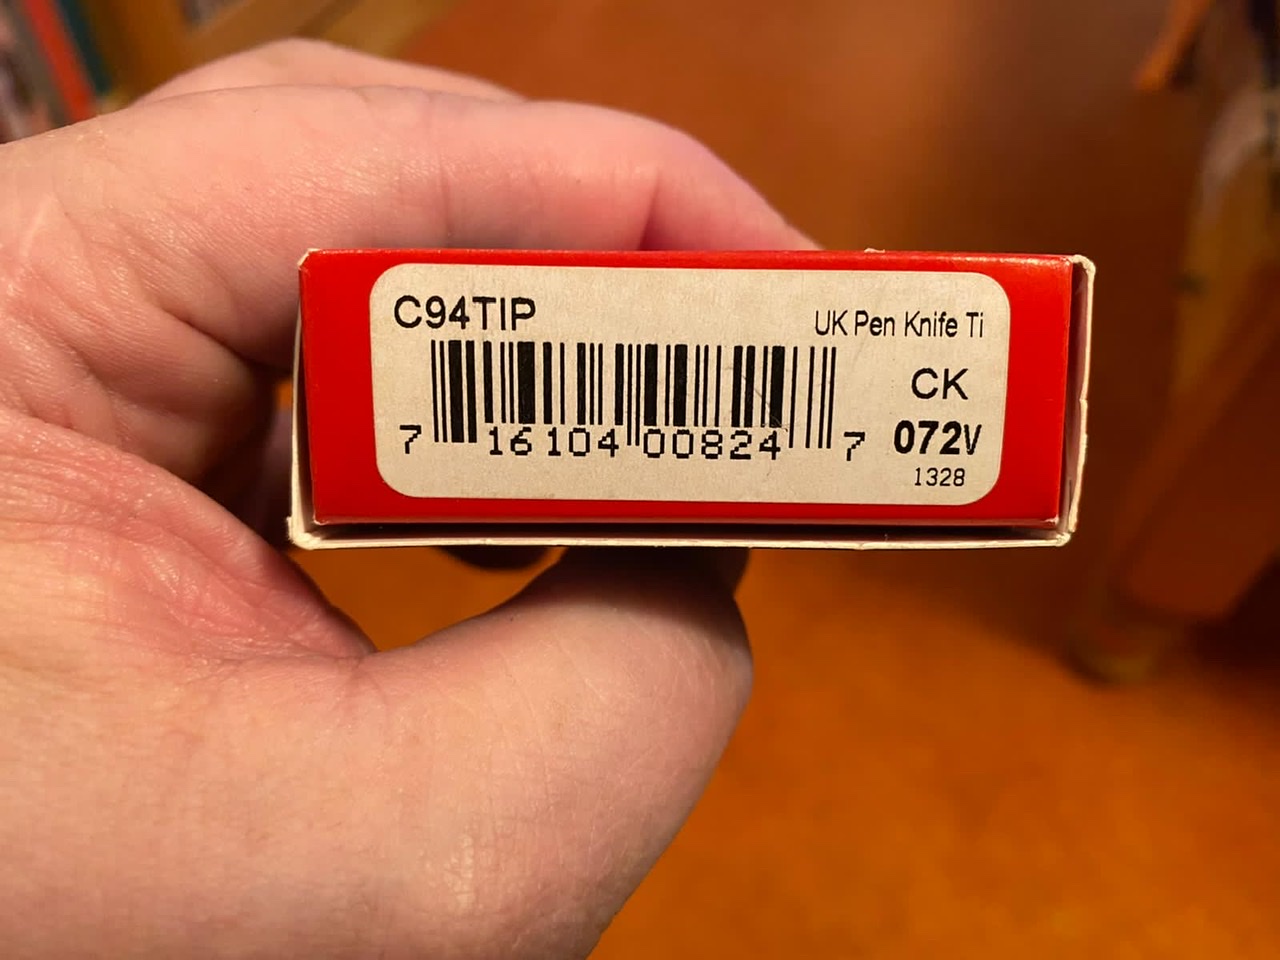 C94TIP
UK Pen Knife Ti
CK
7 16104 00824 7
072V
1328